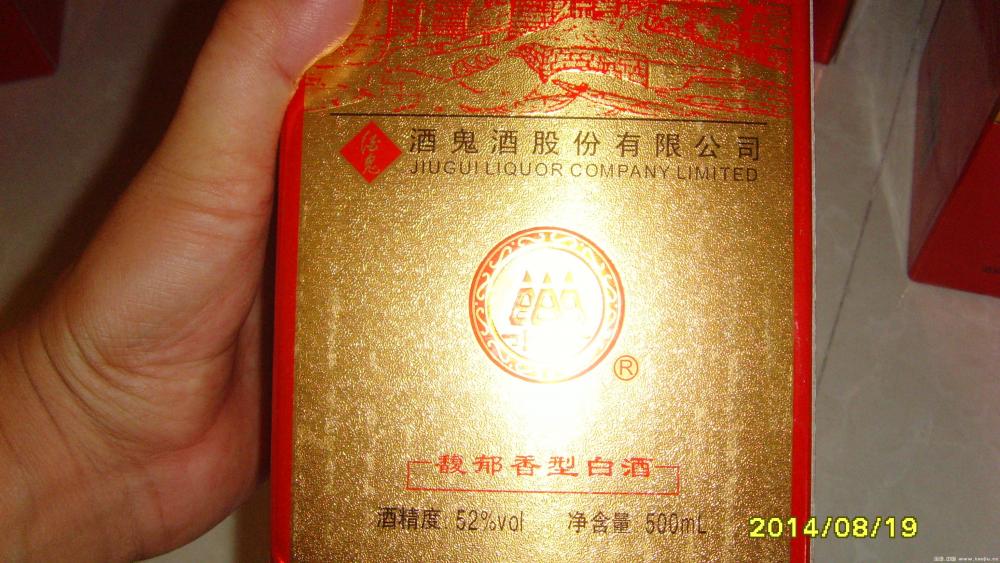 酒鬼酒股份有限公司
JIUGUI LIQUOR COMPANY LIMITED
®
馥郁香型白酒
酒精度 52%vol 净含量 500mL
2014/08/19